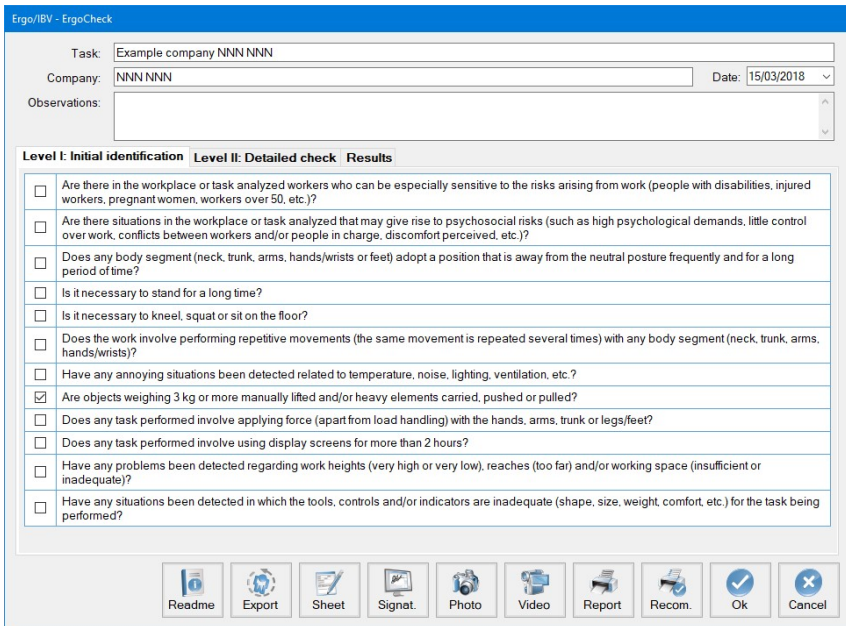 Ergo/IBV - ErgoCheck
Task: Example company NNN NNN
Company: NNN NNN Date: 15/03/2018
Observations:
Level I: Initial identification Level II: Detailed check Results
Are there in the workplace or task analyzed workers who can be especially sensitive to the risks arising from work (people with disabilities, injured
workers, pregnant women, workers over 50, etc.)?
Are there situations in the workplace or task analyzed that may give rise to psychosocial risks (such as high psychological demands, little control
over work, conflicts between workers and/or people in charge, discomfort perceived, etc.)?
Does any body segment (neck, trunk, arms, hands/wrists or feet) adopt a position that is away from the neutral posture frequently and for a long
period of time?
Is it necessary to stand for a long time?
Is it necessary to kneel, squat or sit on the floor?
Does the work involve performing repetitive movements (the same movement is repeated several times) with any body segment (neck, trunk, arms,
hands/wrists)?
Have any annoying situations been detected related to temperature, noise, lighting, ventilation, etc.?
Are objects weighing 3 kg or more manually lifted and/or heavy elements carried, pushed or pulled?
Does any task performed involve applying force (apart from load handling) with the hands, arms, trunk or legs/feet?
Does any task performed involve using display screens for more than 2 hours?
Have any problems been detected regarding work heights (very high or very low), reaches (too far) and/or working space (insufficient or
inadequate)?
Have any situations been detected in which the tools, controls and/or indicators are inadequate (shape, size, weight, comfort, etc.) for the task being
performed?
Readme Export Sheet Signat. Photo Video Report Recom. Ok Cancel